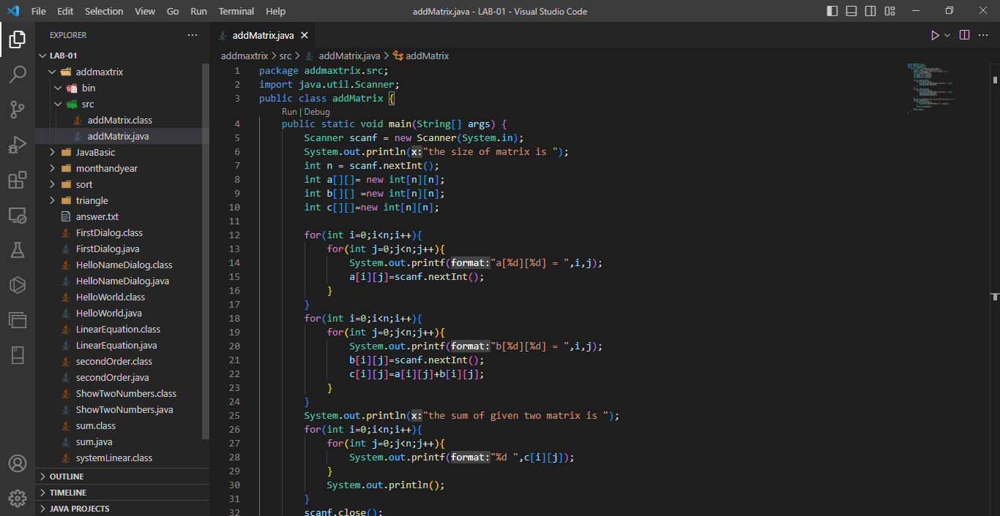 File Edit Selection View Go Run Terminal Help addMatrix.java - LAB-01 - Visual Studio Code
EXPLORER
LAB-01
addmaxtrix
bin
src
addMatrix.class
addMatrix.java
JavaBasic
monthandyear
sort
triangle
answer.txt
FirstDialog.class
FirstDialog.java
HelloNameDialog.class
HelloNameDialog.java
HelloWorld.class
HelloWorld.java
LinearEquation.class
LinearEquation.java
secondOrder.class
secondOrder.java
ShowTwoNumbers.class
ShowTwoNumbers.java
sum.class
sum.java
systemLinear.class
OUTLINE
TIMELINE
JAVA PROJECTS
addMatrix.java
addmaxtrix > src > addMatrix.java > addMatrix
1 package addmaxtrix.src;
2 import java.util.Scanner;
3 public class addMatrix {
Run | Debug
4 public static void main(String[] args) {
5 Scanner scanf = new Scanner(System.in);
6 System.out.println(x:"the size of matrix is ");
7 int n = scanf.nextInt();
8 int a[][]= new int[n][n];
9 int b[][] =new int[n][n];
10 int c[][]=new int[n][n];
11
12 for(int i=0;i<n;i++){
13 for(int j=0;j<n;j++){
14 System.out.printf(format:"a[%d][%d] = ",i,j);
15 a[i][j]=scanf.nextInt();
16 }
17 }
18 for(int i=0;i<n;i++){
19 for(int j=0;j<n;j++){
20 System.out.printf(format:"b[%d][%d] = ",i,j);
21 b[i][j]=scanf.nextInt();
22 c[i][j]=a[i][j]+b[i][j];
23 }
24 }
25 System.out.println(x:"the sum of given two matrix is ");
26 for(int i=0;i<n;i++){
27 for(int j=0;j<n;j++){
28 System.out.printf(format:"%d ",c[i][j]);
29 }
30 System.out.println();
31 }
32 scanf.close();